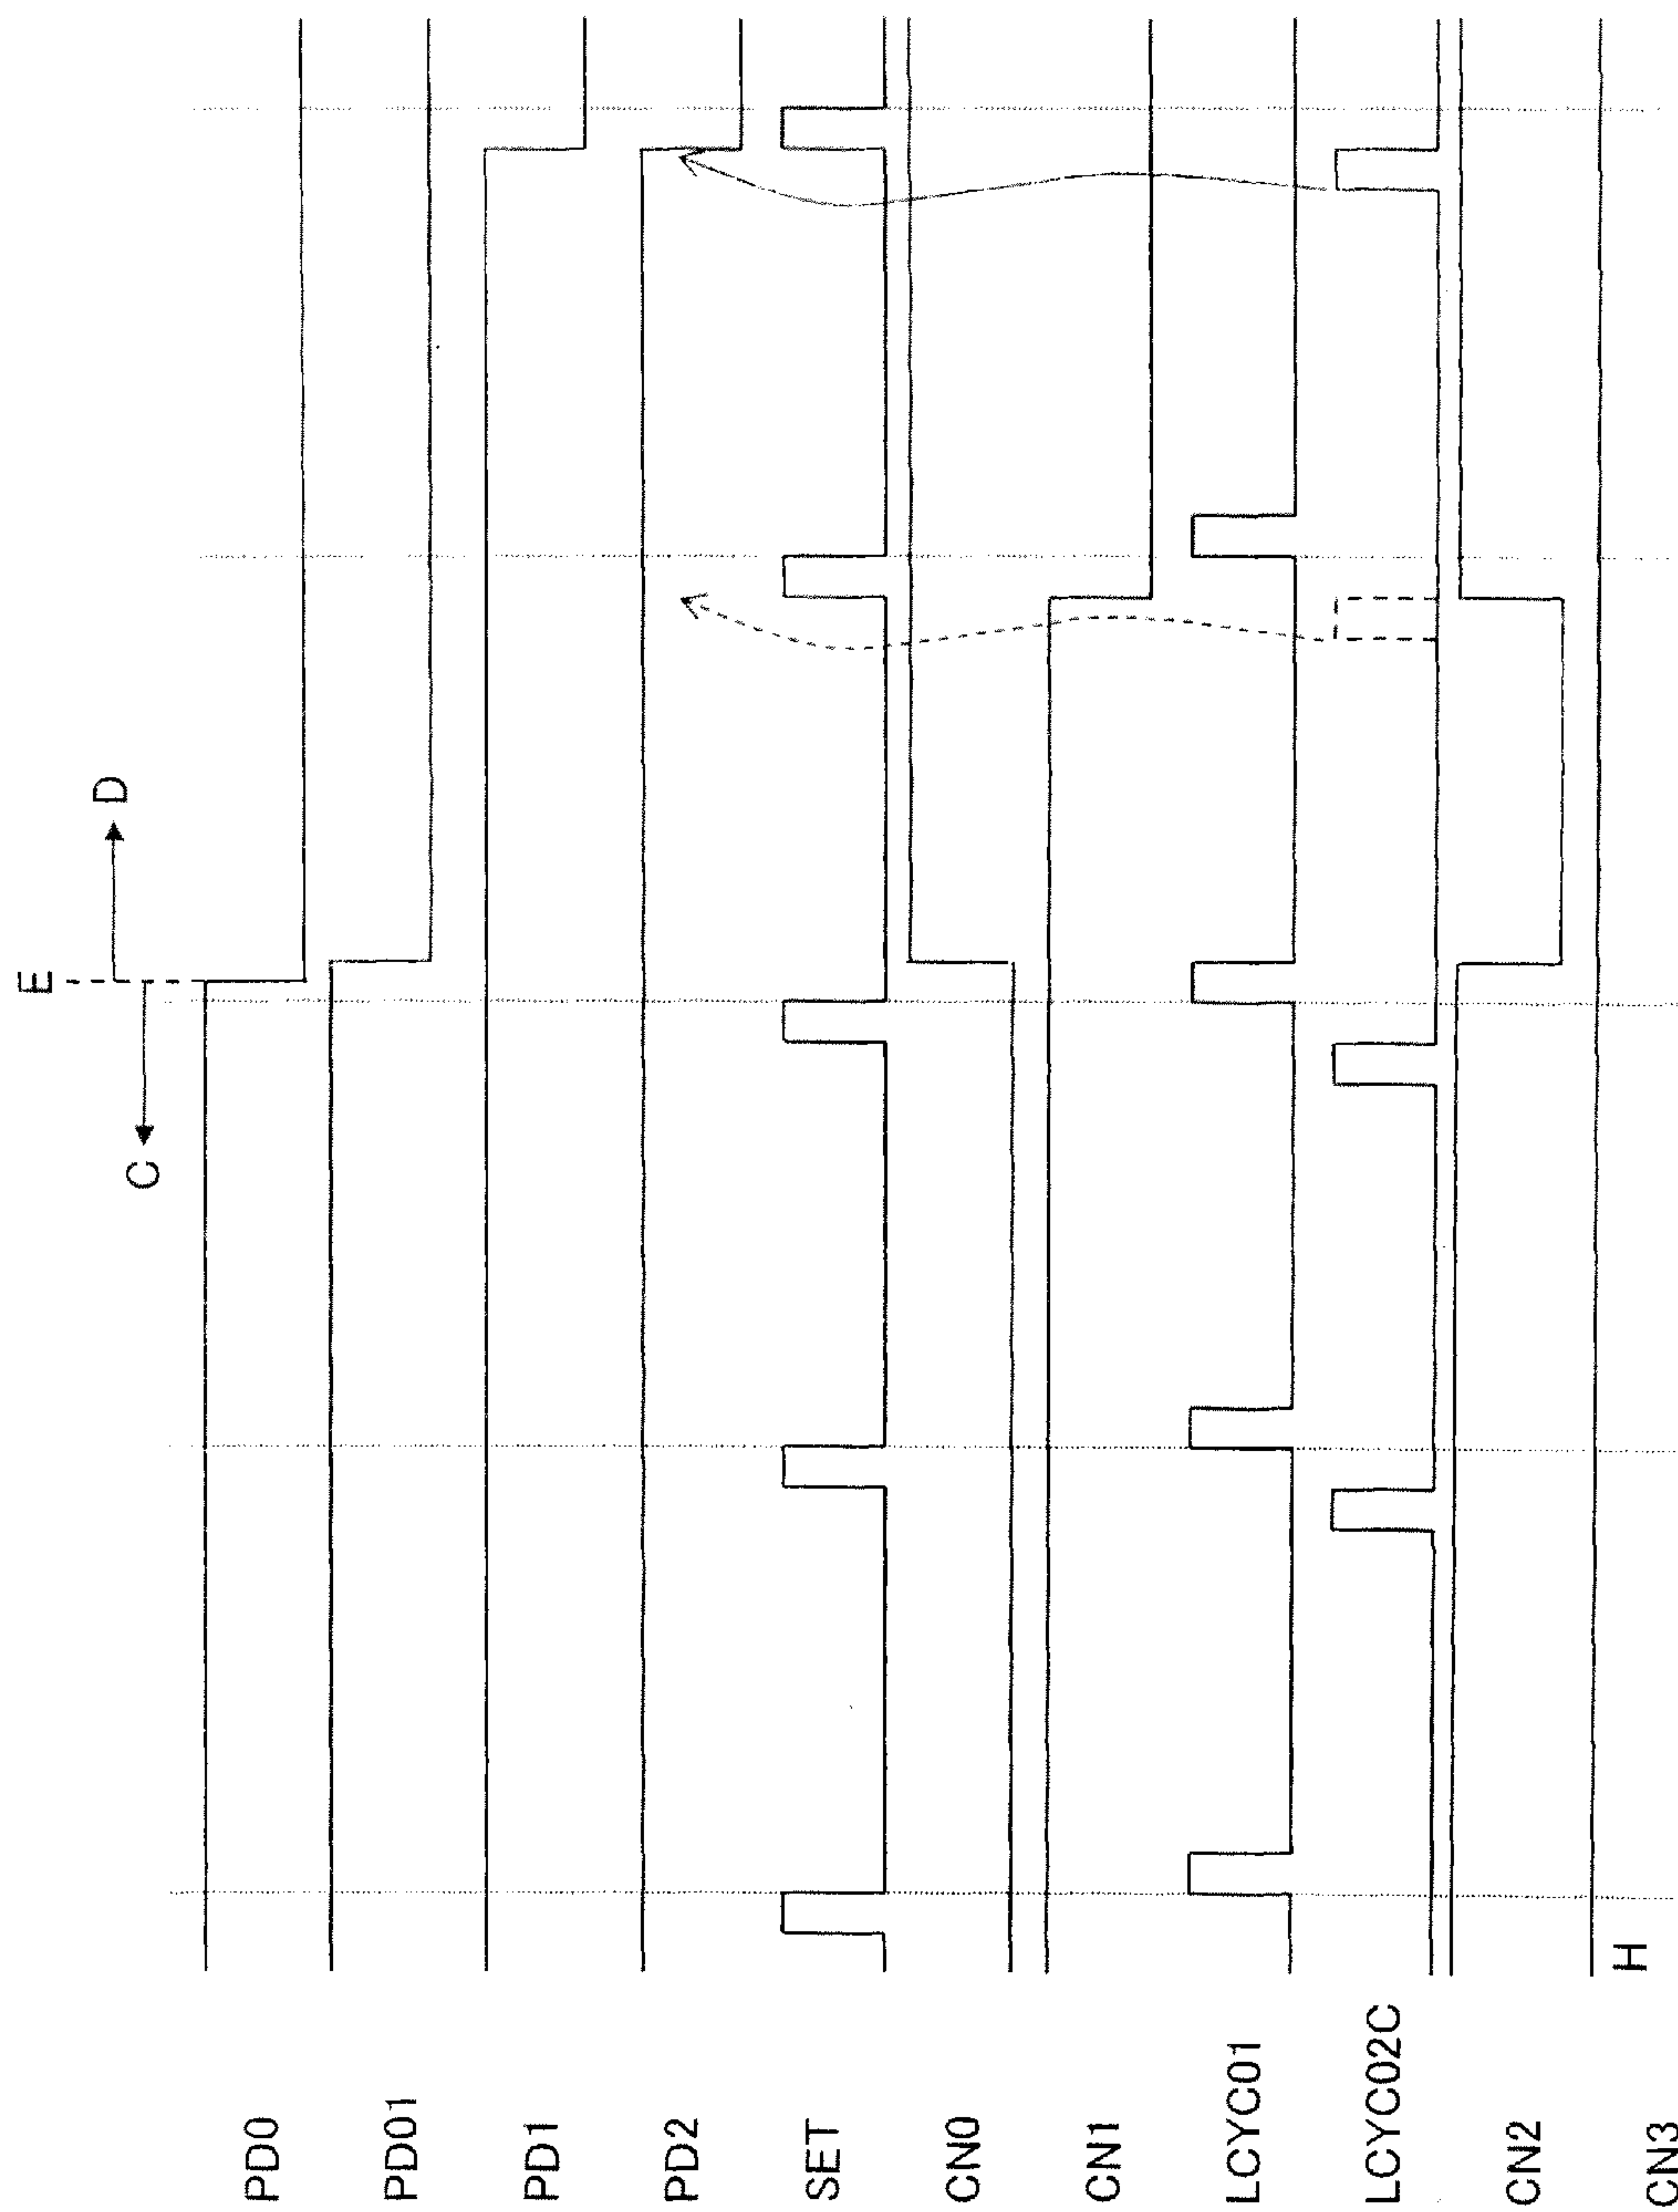 E
C
D
PD0
PD01
PD1
PD2
SET
CN0
CN1
LCYC01
LCYC02C
CN2
CN3
H